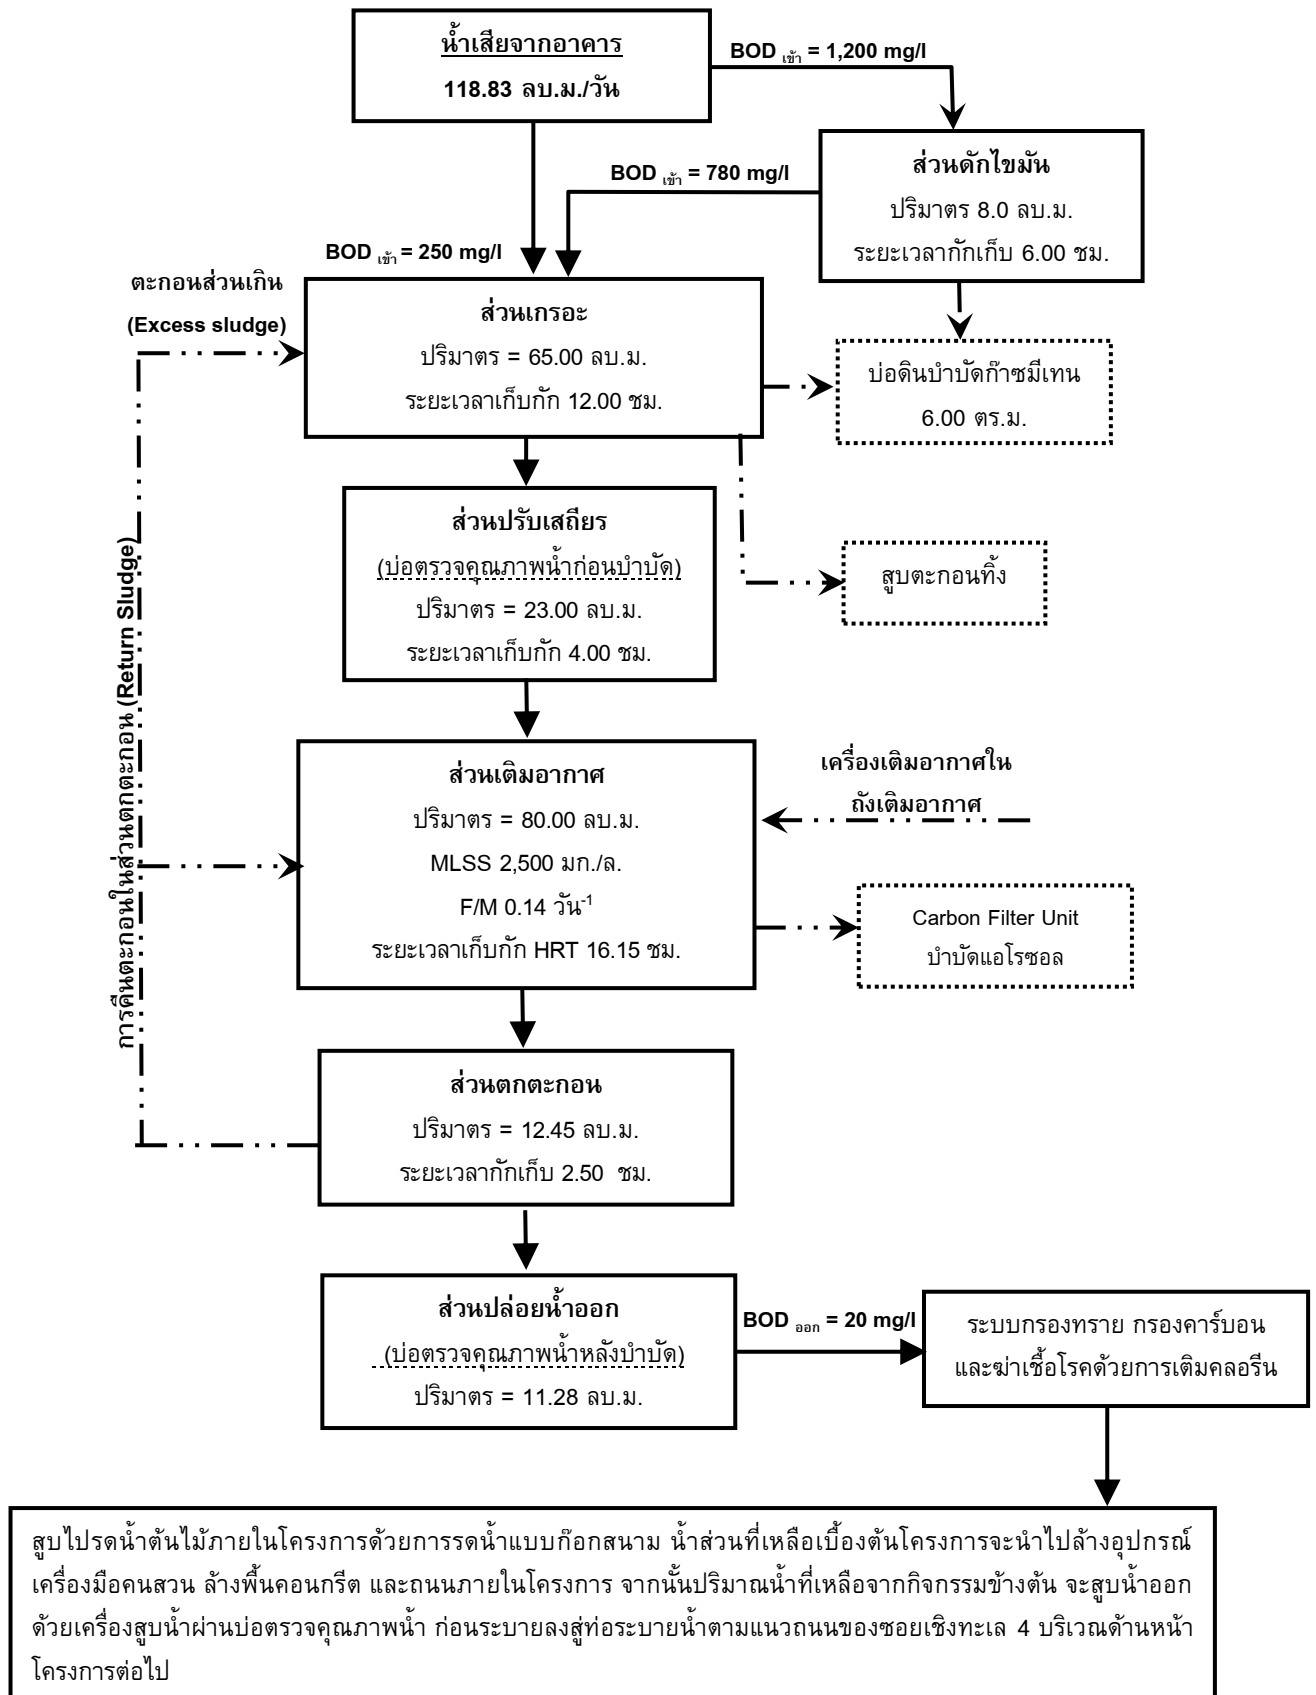 น้ำเสียจากอาคาร
118.83 ลบ.ม./วัน
BOD เข้า = 1,200 mg/l
ส่วนดักไขมัน
ปริมาตร 8.0 ลบ.ม.
ระยะเวลากักเก็บ 6.00 ชม.
BOD เข้า = 780 mg/l
BOD เข้า = 250 mg/l
ตะกอนส่วนเกิน
(Excess sludge)
ส่วนเกรอะ
ปริมาตร = 65.00 ลบ.ม.
ระยะเวลาเก็บกัก 12.00 ชม.
บ่อดินบำบัดก๊าซมีเทน
6.00 ตร.ม.
ส่วนปรับเสถียร
(บ่อตรวจคุณภาพน้ำก่อนบำบัด)
ปริมาตร = 23.00 ลบ.ม.
ระยะเวลาเก็บกัก 4.00 ชม.
สูบตะกอนทิ้ง
การคืนตะกอนในส่วนตกตะกอน (Return Sludge)
ส่วนเติมอากาศ
ปริมาตร = 80.00 ลบ.ม.
MLSS 2,500 มก./ล.
F/M 0.14 วัน-1
ระยะเวลาเก็บกัก HRT 16.15 ชม.
เครื่องเติมอากาศใน
ถังเติมอากาศ
Carbon Filter Unit
บำบัดแอโรซอล
ส่วนตกตะกอน
ปริมาตร = 12.45 ลบ.ม.
ระยะเวลากักเก็บ 2.50 ชม.
ส่วนปล่อยน้ำออก
(บ่อตรวจคุณภาพน้ำหลังบำบัด)
ปริมาตร = 11.28 ลบ.ม.
BOD ออก = 20 mg/l
ระบบกรองทราย กรองคาร์บอน
และฆ่าเชื้อโรคด้วยการเติมคลอรีน
สูบไปรดน้ำต้นไม้ภายในโครงการด้วยการรดน้ำแบบก๊อกสนาม น้ำส่วนที่เหลือเบื้องต้นโครงการจะนำไปล้างอุปกรณ์
เครื่องมือคนสวน ล้างพื้นคอนกรีต และถนนภายในโครงการ จากนั้นปริมาณน้ำที่เหลือจากกิจกรรมข้างต้น จะสูบน้ำออก
ด้วยเครื่องสูบน้ำผ่านบ่อตรวจคุณภาพน้ำ ก่อนระบายลงสู่ท่อระบายน้ำตามแนวถนนของซอยเชิงทะเล 4 บริเวณด้านหน้า
โครงการต่อไป